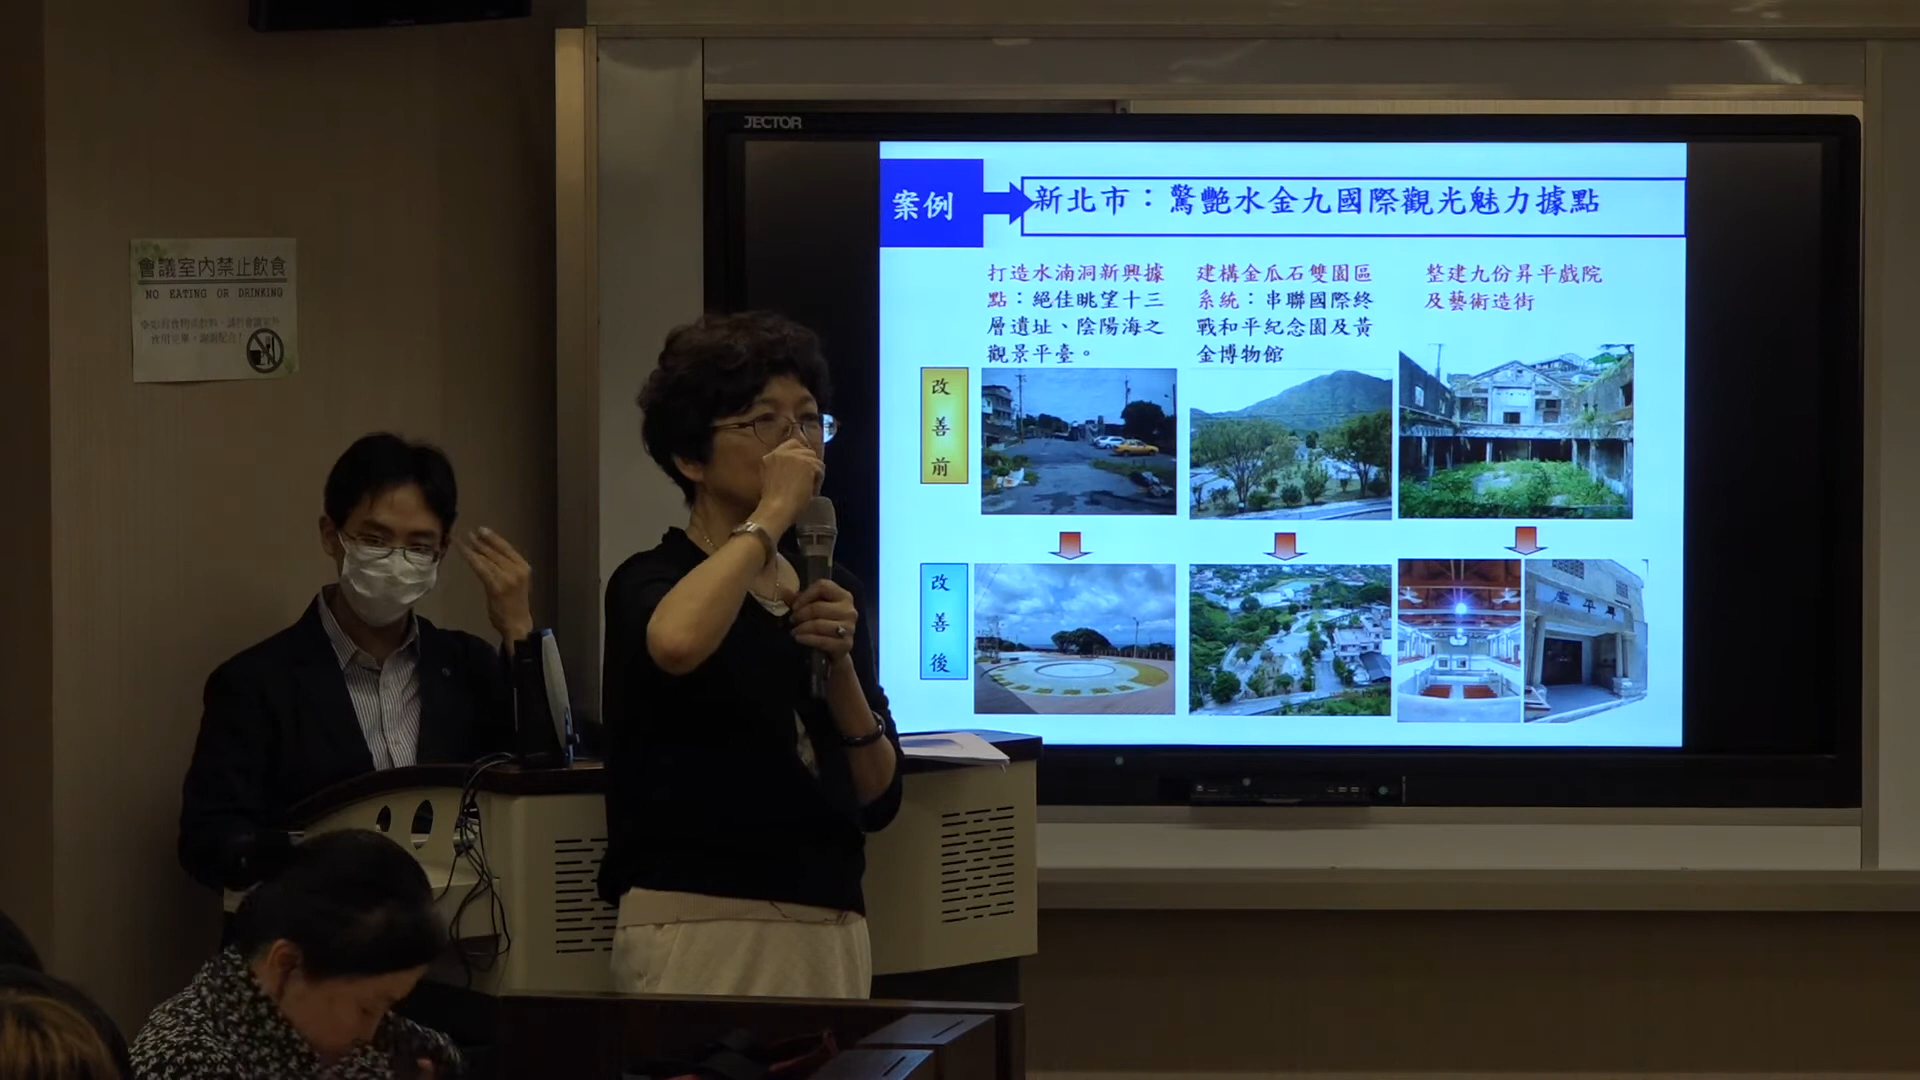 JECTOR
案例
新北市：驚艷水金九國際觀光魅力據點
打造水湳洞新興據
點：絕佳眺望十三
層遺址、陰陽海之
觀景平臺。
建構金瓜石雙園區
系統：串聯國際終
戰和平紀念園及黃
金博物館
整建九份昇平戲院
及藝術造街
改
善
前
改
善
後
座平昇
會議室內禁止飲食
NO EATING OR DRINKING